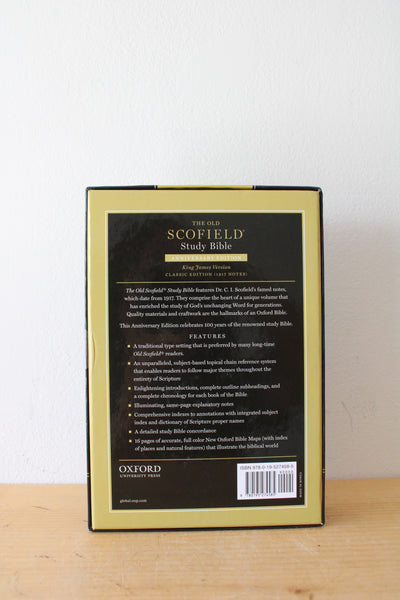 THE OLD
SCOFIELD®
Study Bible
ANNIVERSARY EDITION
King James Version
CLASSIC EDITION (1917 NOTES)
The Old Scofield® Study Bible features Dr. C. I. Scofield's famed notes,
which date from 1917. They comprise the heart of a unique volume that
has enriched the study of God's unchanging Word for generations.
Quality materials and craftwork are the hallmarks of an Oxford Bible.
This Anniversary Edition celebrates 100 years of the renowned study Bible.
FEATURES
A traditional type setting that is preferred by many long-time
Old Scofield® readers.
An unparalleled, subject-based topical chain reference system
that enables readers to follow major themes throughout the
entirety of Scripture
Enlightening introductions, complete outline subheadings, and
a complete chronology for each book of the Bible
Illuminating, same-page explanatory notes
Comprehensive indexes to annotations with integrated subject
index and dictionary of Scripture proper names
A detailed study Bible concordance
16 pages of accurate, full color New Oxford Bible Maps (with index
of places and natural features) that illustrate the biblical world
OXFORD
UNIVERSITY PRESS
global.oup.com
ISBN 978-0-19-527468-5
90000